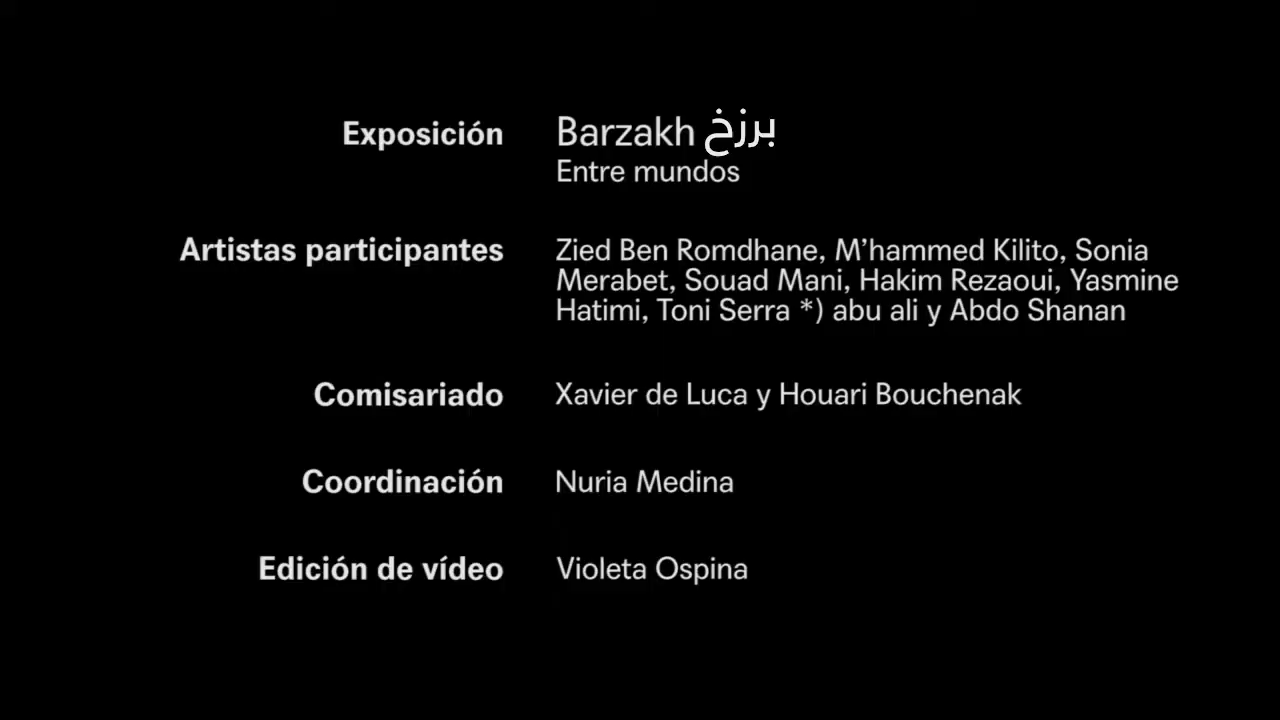 Exposición Barzakh برزخ
Entre mundos
Artistas participantes Zied Ben Romdhane, M’hammed Kilito, Sonia
Merabet, Souad Mani, Hakim Rezaoui, Yasmine
Hatimi, Toni Serra *) abu ali y Abdo Shanan
Comisariado Xavier de Luca y Houari Bouchenak
Coordinación Nuria Medina
Edición de vídeo Violeta Ospina